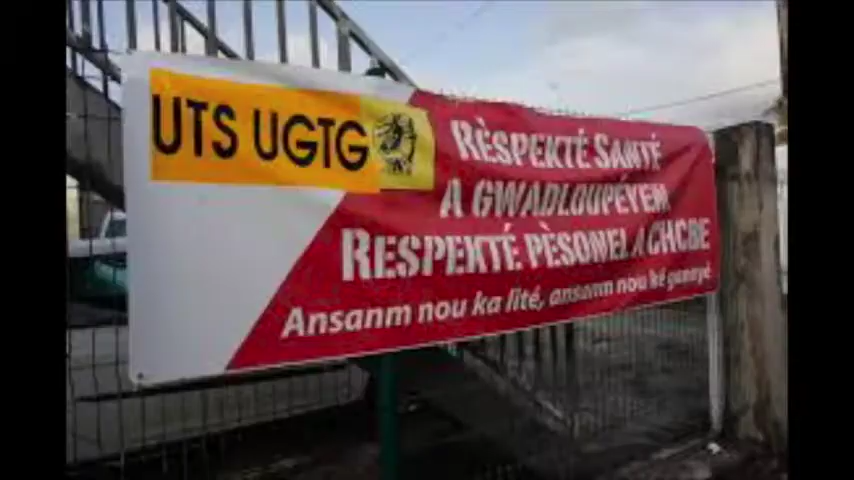 UTS UGTG
RÈSPEKTÉ SANTÉ
A GWADLOUPÉYEN
RESPEKTÉ PÈSONEL A CHCBE
Ansanm nou ka lité, ansanm nou ké gannyé